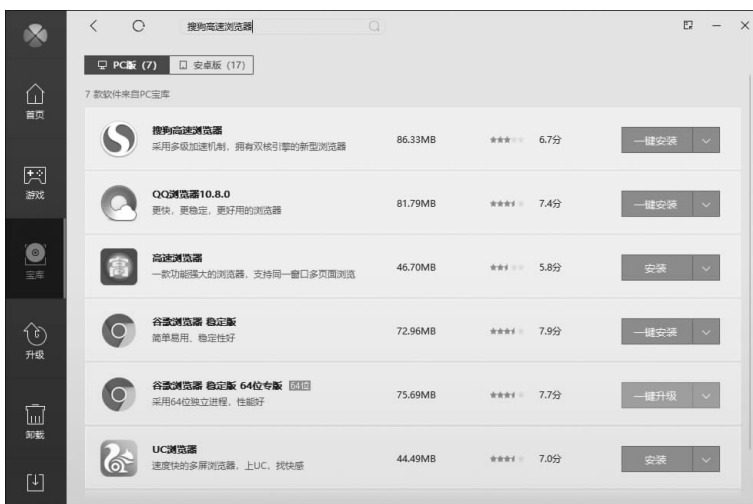 搜狗高速浏览器
PC版 (7) 安卓版 (17)
7 款软件来自PC宝库
首页
游戏
宝库
升级
卸载
搜狗高速浏览器
采用多级加速机制，拥有双核引擎的新型浏览器
86.33MB 6.7分 一键安装
QQ浏览器10.8.0
更快，更稳定，更好用的浏览器
81.79MB 7.4分 一键安装
高速浏览器
一款功能强大的浏览器，支持同一窗口多页面浏览
高
46.70MB 5.8分 安装
谷歌浏览器 稳定版
简单易用、稳定性好
72.96MB 7.9分 一键安装
谷歌浏览器 稳定版 64位专版 64位
采用64位独立进程，性能好
75.69MB 7.7分 一键升级
UC浏览器
速度快的多屏浏览器，上UC，找快感
44.49MB 7.0分 安装